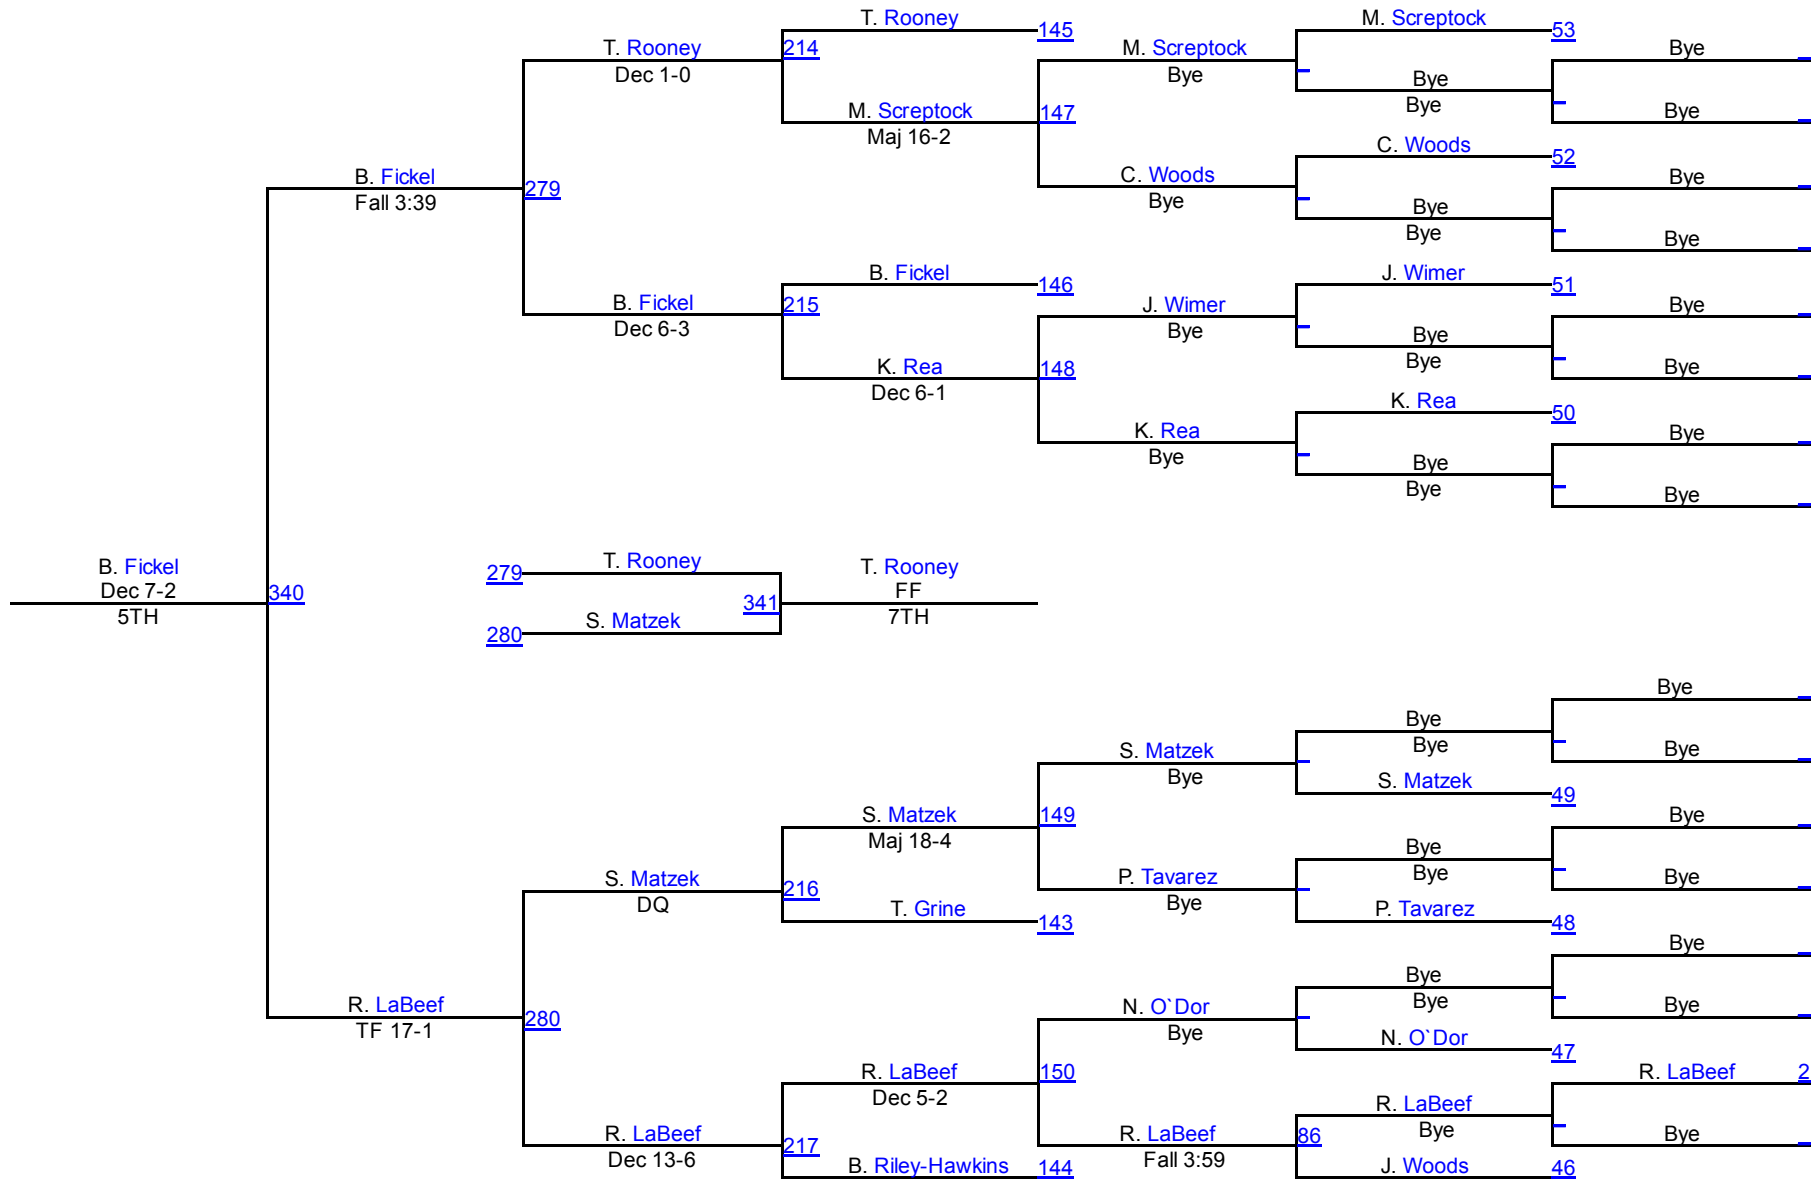 T. Rooney
M. Screptock
145
53
T. Rooney
214
M. Screptock
Bye
Dec 1-0
Bye
Bye
Bye
M. Screptock
147
Bye
Maj 16-2
C. Woods
52
B. Fickel
279
C. Woods
Bye
Fall 3:39
Bye
Bye
Bye
Bye
B. Fickel
J. Wimer
146
51
B. Fickel
215
J. Wimer
Bye
Dec 6-3
Bye
Bye
Bye
K. Rea
148
Bye
Dec 6-1
K. Rea
50
K. Rea
Bye
Bye
Bye
Bye
Bye
B. Fickel
T. Rooney
T. Rooney
279
Dec 7-2
340
341
FF
5TH
S. Matzek
7TH
280
Bye
Bye
S. Matzek
Bye
Bye
Bye
S. Matzek
49
S. Matzek
149
Bye
Maj 18-4
Bye
S. Matzek
216
P. Tavarez
Bye
Bye
DQ
Bye
T. Grine
P. Tavarez
143
48
Bye
Bye
R. LaBeef
280
N. O`Dor
Bye
Bye
TF 17-1
Bye
N. O`Dor
47
R. LaBeef
150
R. LaBeef
2
Dec 5-2
R. LaBeef
R. LaBeef
217
R. LaBeef
86
Bye
Bye
Dec 13-6
Fall 3:59
B. Riley-Hawkins
144
J. Woods
46